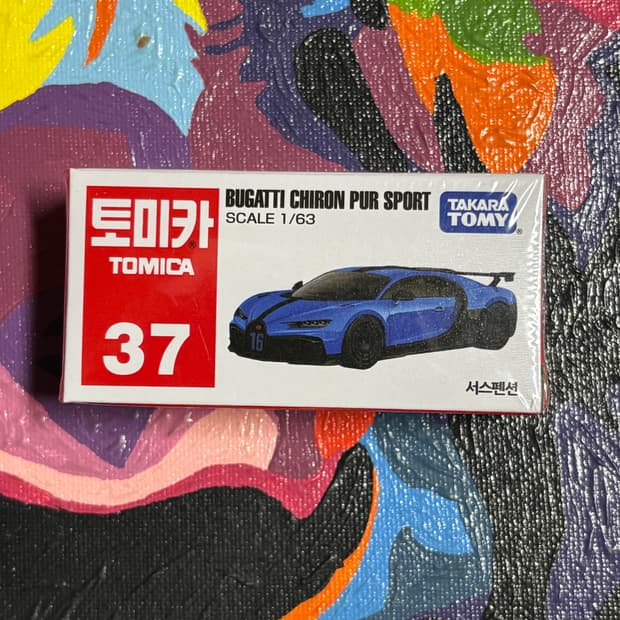 토미카®
TOMICA
37
BUGATTI CHIRON PUR SPORT
SCALE 1/63
TAKARA
TOMY®
16
서스펜션